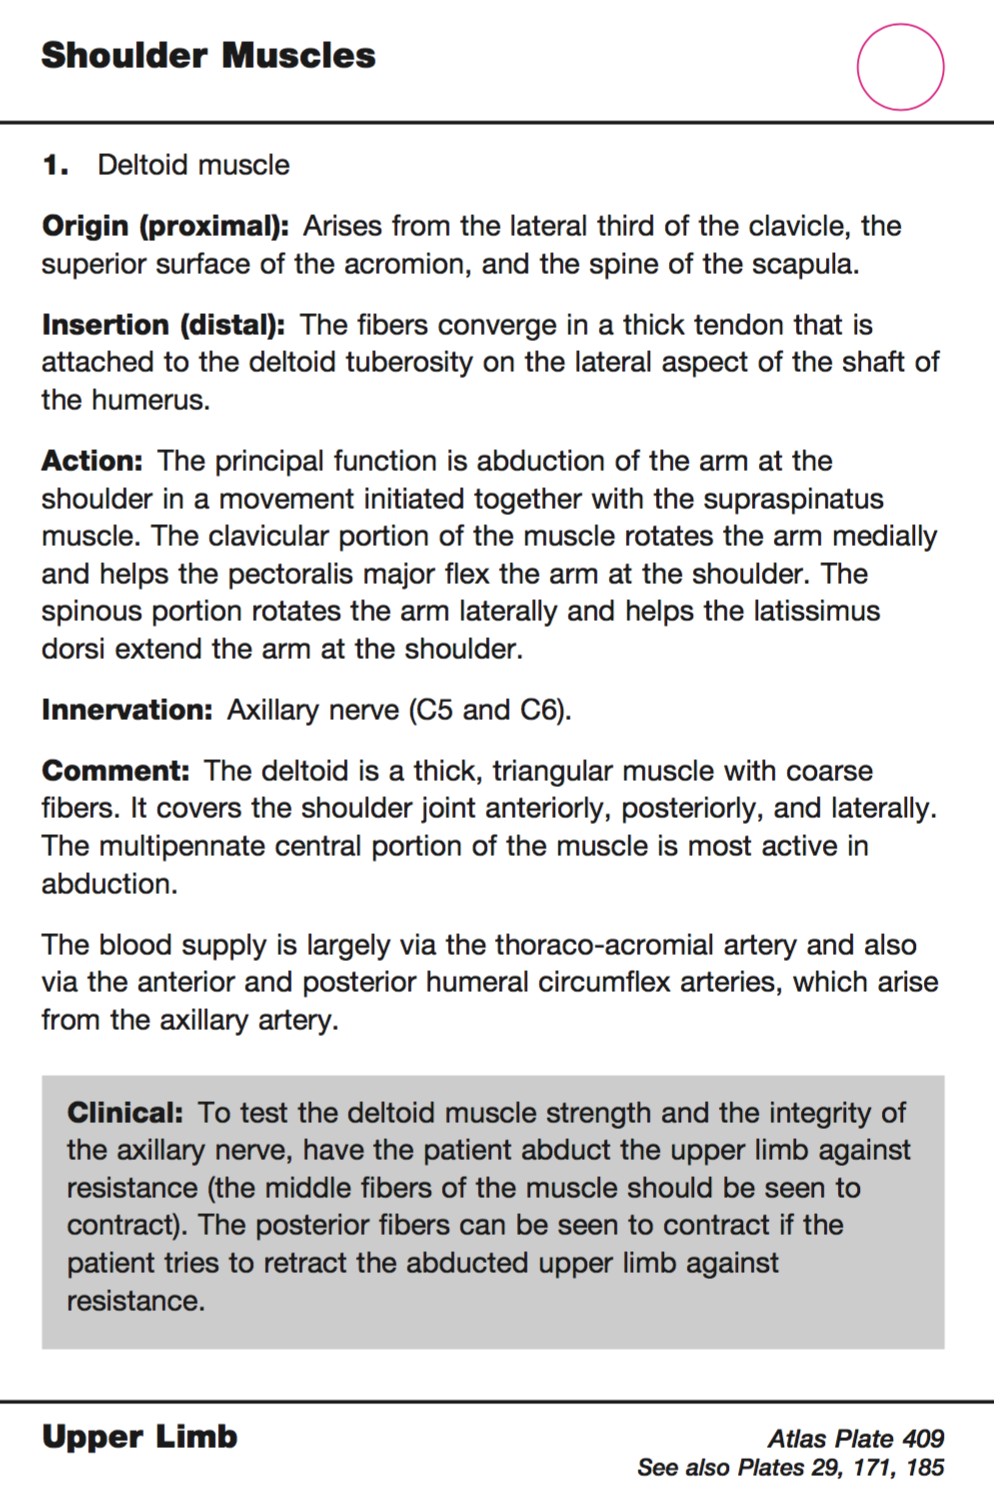 Shoulder Muscles
1. Deltoid muscle
Origin (proximal): Arises from the lateral third of the clavicle, the
superior surface of the acromion, and the spine of the scapula.
Insertion (distal): The fibers converge in a thick tendon that is
attached to the deltoid tuberosity on the lateral aspect of the shaft of
the humerus.
Action: The principal function is abduction of the arm at the
shoulder in a movement initiated together with the supraspinatus
muscle. The clavicular portion of the muscle rotates the arm medially
and helps the pectoralis major flex the arm at the shoulder. The
spinous portion rotates the arm laterally and helps the latissimus
dorsi extend the arm at the shoulder.
Innervation: Axillary nerve (C5 and C6).
Comment: The deltoid is a thick, triangular muscle with coarse
fibers. It covers the shoulder joint anteriorly, posteriorly, and laterally.
The multipennate central portion of the muscle is most active in
abduction.
The blood supply is largely via the thoraco-acromial artery and also
via the anterior and posterior humeral circumflex arteries, which arise
from the axillary artery.
Clinical: To test the deltoid muscle strength and the integrity of
the axillary nerve, have the patient abduct the upper limb against
resistance (the middle fibers of the muscle should be seen to
contract). The posterior fibers can be seen to contract if the
patient tries to retract the abducted upper limb against
resistance.
Upper Limb
Atlas Plate 409
See also Plates 29, 171, 185